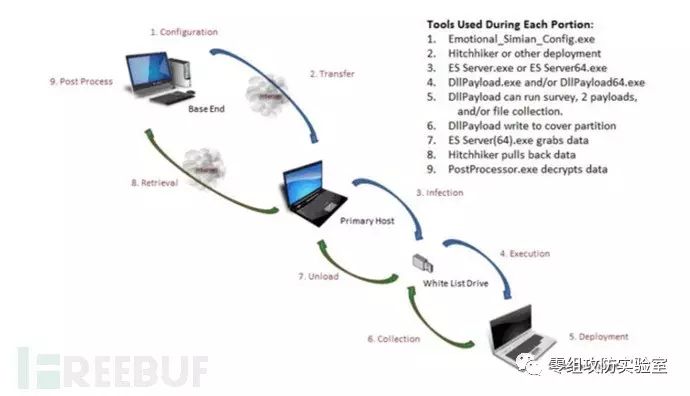 Tools Used During Each Portion:
1. Emotional_Simian_Config.exe
2. Hitchhiker or other deployment
3. ES Server.exe or ES Server64.exe
4. DllPayload.exe and/or DllPayload64.exe
5. DllPayload can run survey, 2 payloads,
and/or file collection.
6. DllPayload write to cover partition
7. ES Server(64).exe grabs data
8. Hitchhiker pulls back data
9. PostProcessor.exe decrypts data
1. Configuration
2. Transfer
9. Post Process
Base End
Internet
Internet
8. Retrieval
3. Infection
Primary Host
4. Execution
7. Unload
White List Drive
6. Collection
5. Deployment
FREEBUF
零组攻防实验室